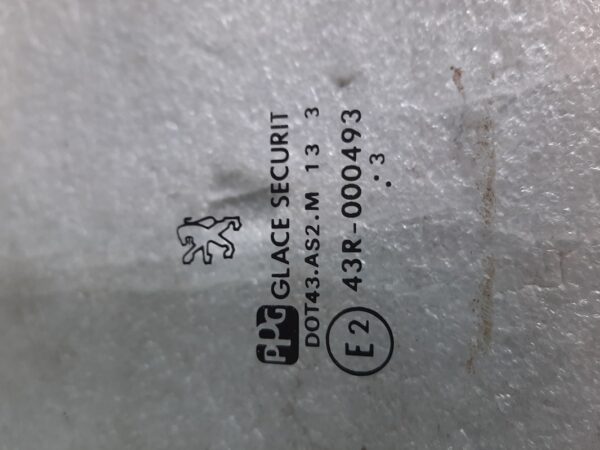 PPG GLACE SECURIT
DOT43.AS2.M 13 3
E2 43R-000493
..3